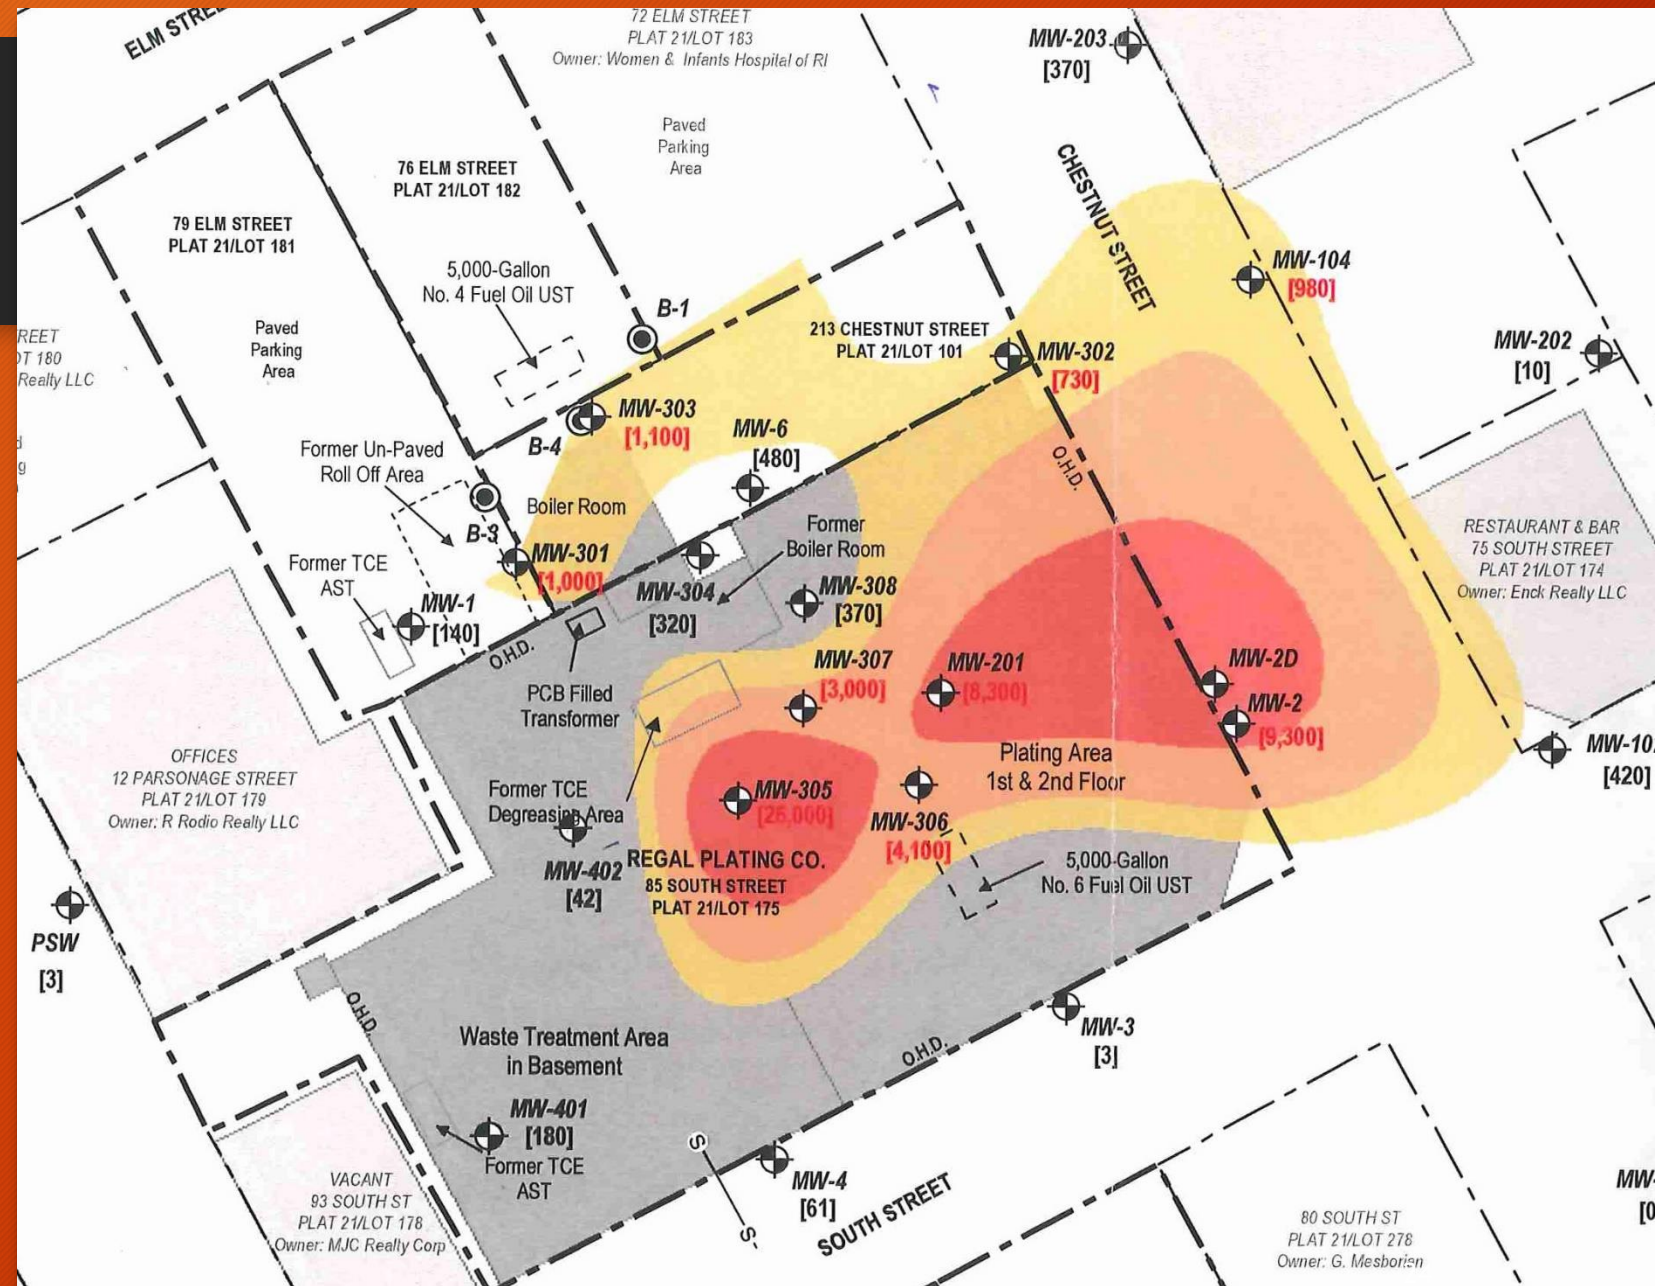 72 ELM STREET
PLAT 21/LOT 183
Owner: Women & Infants Hospital of RI
MW-203
[370]
Paved
Parking
Area
76 ELM STREET
PLAT 21/LOT 182
CHESTNUT STREET
79 ELM STREET
PLAT 21/LOT 181
5,000-Gallon
No. 4 Fuel Oil UST
MW-104
[980]
B-1
213 CHESTNUT STREET
PLAT 21/LOT 101
MW-302
[730]
MW-202
[10]
Paved
Parking
Area
180
Realty LLC
MW-303
[1,100]
B-4
MW-6
[480]
Former Un-Paved
Roll Off Area
O.H.D.
Boiler Room
B-3
Former
Boiler Room
RESTAURANT & BAR
75 SOUTH STREET
PLAT 21/LOT 174
Owner: Enck Realty LLC
Former TCE
AST
MW-301
[1,000]
MW-304
[320]
MW-308
[370]
MW-1
[140]
O.H.D.
MW-307
[3,000]
MW-201
[8,300]
MW-2D
MW-2
[9,300]
PCB Filled
Transformer
Plating Area
1st & 2nd Floor
[420]
OFFICES
12 PARSONAGE STREET
PLAT 21/LOT 179
Owner: R Rodio Realty LLC
Former TCE
Degreasing Area
MW-305
[26,000]
MW-306
[4,100]
MW-402
[42]
REGAL PLATING CO.
85 SOUTH STREET
PLAT 21/LOT 175
5,000-Gallon
No. 6 Fuel Oil UST
PSW
[3]
O.H.D.
Waste Treatment Area
in Basement
O.H.D.
MW-3
[3]
MW-401
[180]
Former TCE
AST
S
S
MW-4
[61]
SOUTH STREET
VACANT
93 SOUTH ST
PLAT 21/LOT 178
Owner: MJC Realty Corp
80 SOUTH ST
PLAT 21/LOT 278
Owner: G. Mesborien